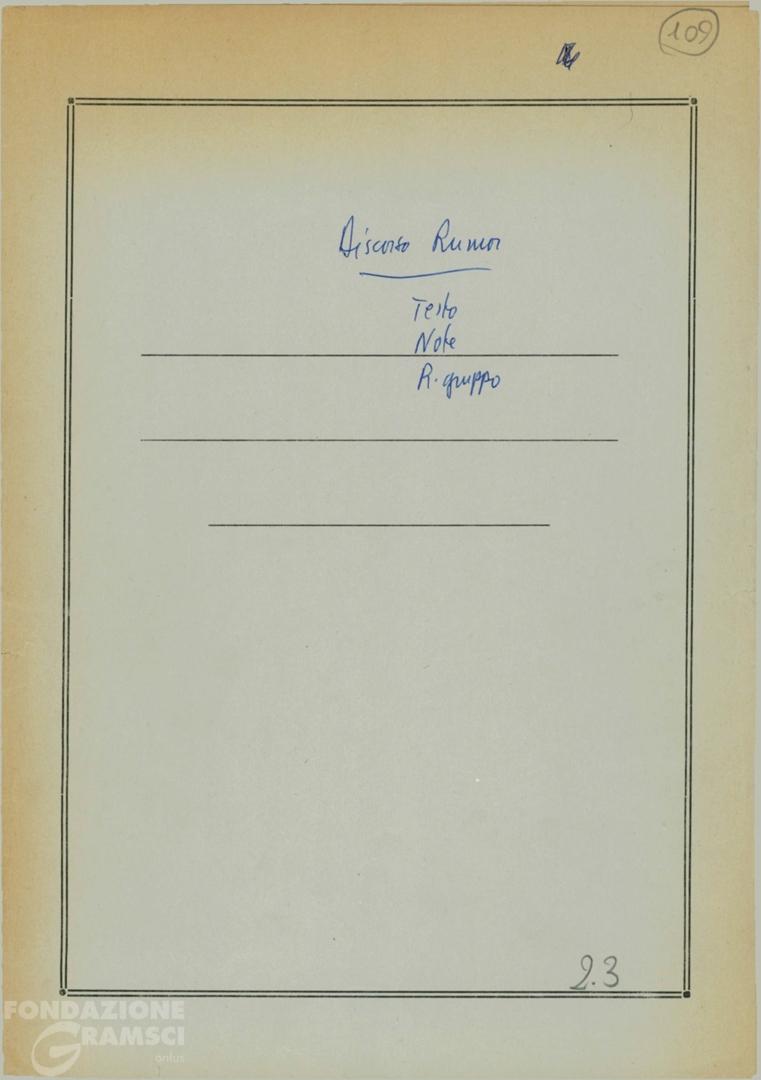 109
Discorso Rumor
Testo
Note
R. gruppo
2.3
FONDAZIONE
GRAMSCI
onlus